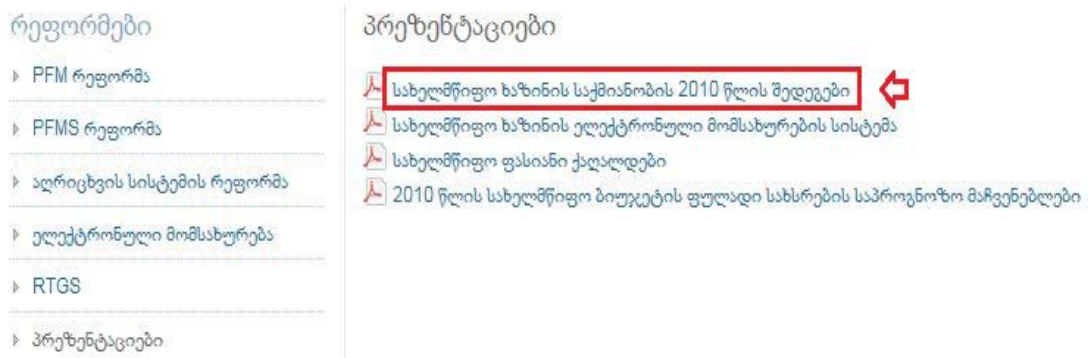 რეფორმები
PFM რეფორმა
PFMS რეფორმა
აღრიცხვის სისტემის რეფორმა
ელექტრონული მომსახურება
RTGS
პრეზენტაციები
პრეზენტაციები
სახელმწიფო ხაზინის საქმიანობის 2010 წლის შედეგები
სახელმწიფო ხაზინის ელექტრონული მომსახურების სისტემა
სახელმწიფო ფასიანი ქაღალდები
2010 წლის სახელმწიფო ბიუჯეტის ფულადი სახსრების საპროგნოზო მაჩვენებლები